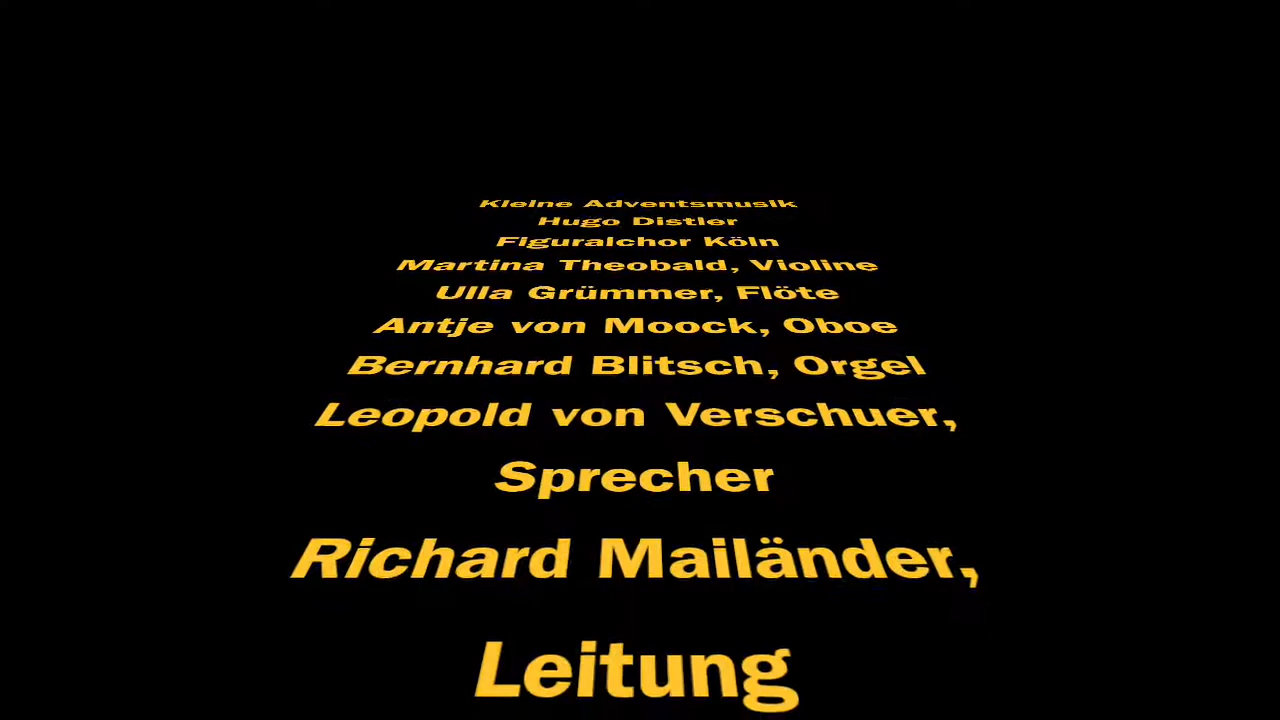 Kleine Adventsmusik
Hugo Distler
Figuralchor Köln
Martina Theobald, Violine
Ulla Grümmer, Flöte
Antje von Moock, Oboe
Bernhard Blitsch, Orgel
Leopold von Verschuer,
Sprecher
Richard Mailänder,
Leitung